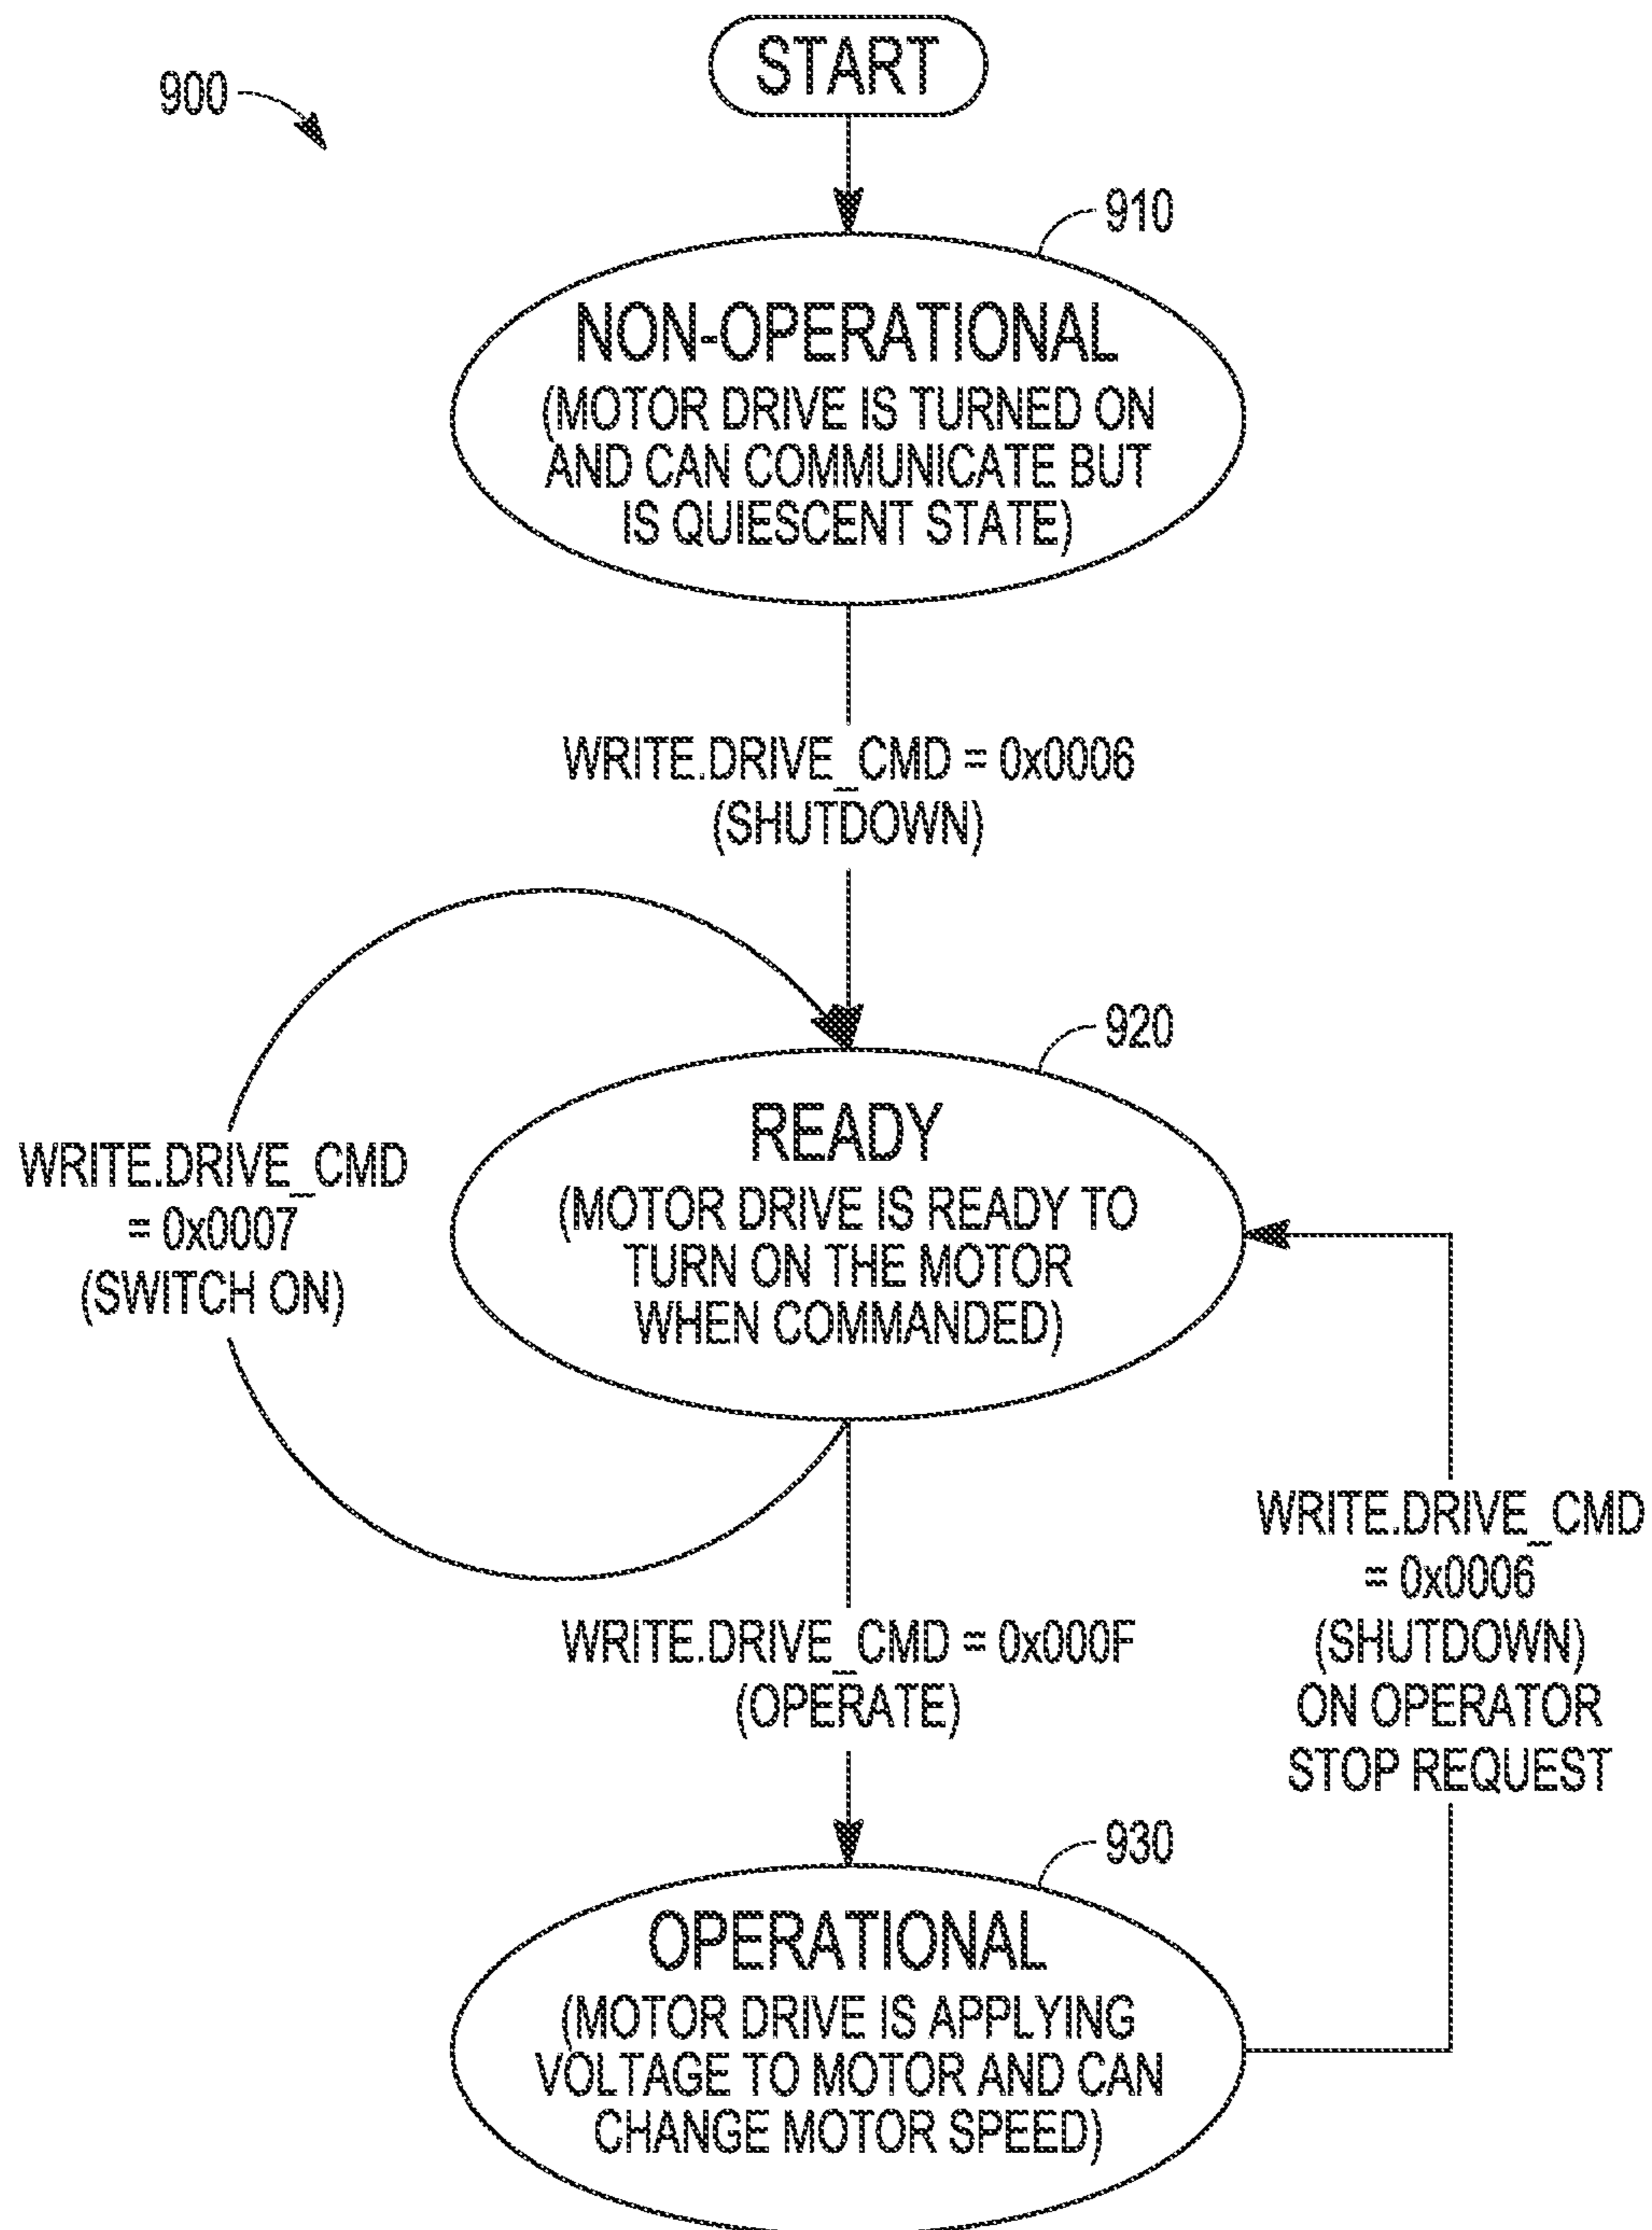 START
900
910
NON-OPERATIONAL
(MOTOR DRIVE IS TURNED ON
AND CAN COMMUNICATE BUT
IS QUIESCENT STATE)
WRITE.DRIVE_CMD = 0x0006
(SHUTDOWN)
920
READY
(MOTOR DRIVE IS READY TO
TURN ON THE MOTOR
WHEN COMMANDED)
WRITE.DRIVE_CMD
= 0x0007
(SWITCH ON)
WRITE.DRIVE_CMD = 0x000F
(OPERATE)
WRITE.DRIVE_CMD
= 0x0006
(SHUTDOWN)
ON OPERATOR
STOP REQUEST
930
OPERATIONAL
(MOTOR DRIVE IS APPLYING
VOLTAGE TO MOTOR AND CAN
CHANGE MOTOR SPEED)